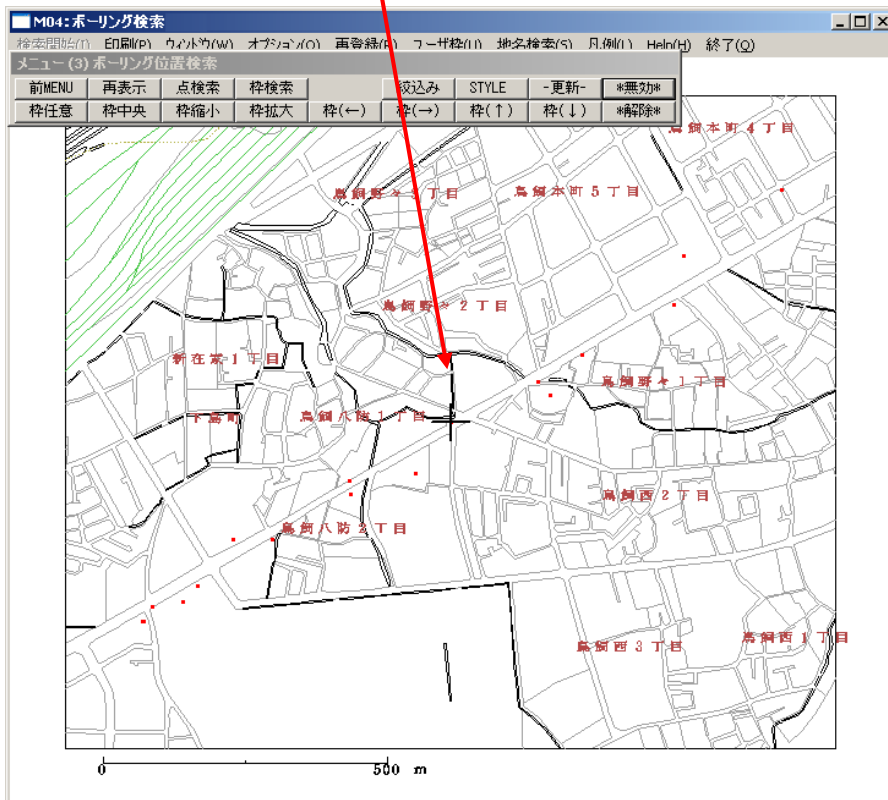 M04:ボーリング検索
検索開始(T) 印刷(P) ウィンドウ(W) オプション(O) 再登録(R) ユーザ枠(U) 地名検索(S) 凡例(L) Help(H) 終了(Q)
メニュー(3)ボーリング位置検索
前MENU 再表示 点検索 枠検索 絞込み STYLE -更新- *無効*
枠任意 枠中央 枠縮小 枠拡大 枠(←) 枠(→) 枠(↑) 枠(↓) *解除*
鳥飼本町4丁目
鳥飼野々3丁目 鳥飼本町5丁目
鳥飼野々2丁目
新在家1丁目
鳥飼野々1丁目
下鳥町 鳥飼八防1丁目
鳥飼西2丁目
鳥飼八防2丁目
鳥飼西3丁目 鳥飼西1丁目
0 500 m